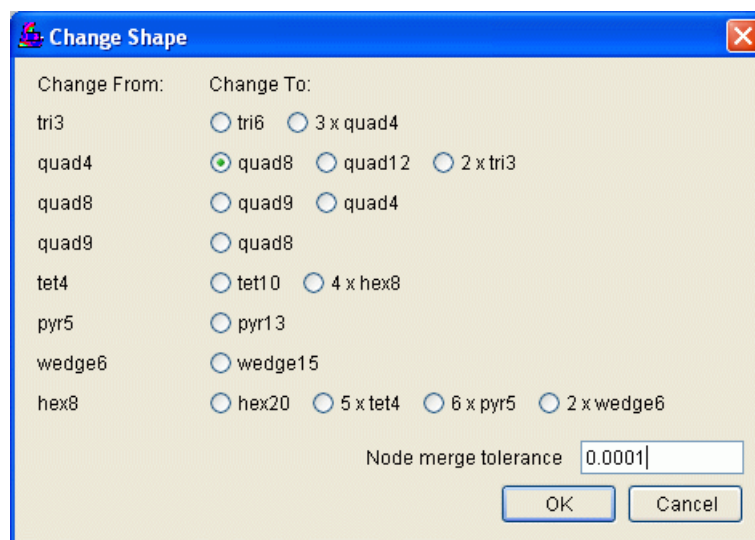 Change Shape
Change From: Change To:
tri3 tri6 3 x quad4
quad4 quad8 quad12 2 x tri3
quad8 quad9 quad4
quad9 quad8
tet4 tet10 4 x hex8
pyr5 pyr13
wedge6 wedge15
hex8 hex20 5 x tet4 6 x pyr5 2 x wedge6
Node merge tolerance 0.0001
OK Cancel